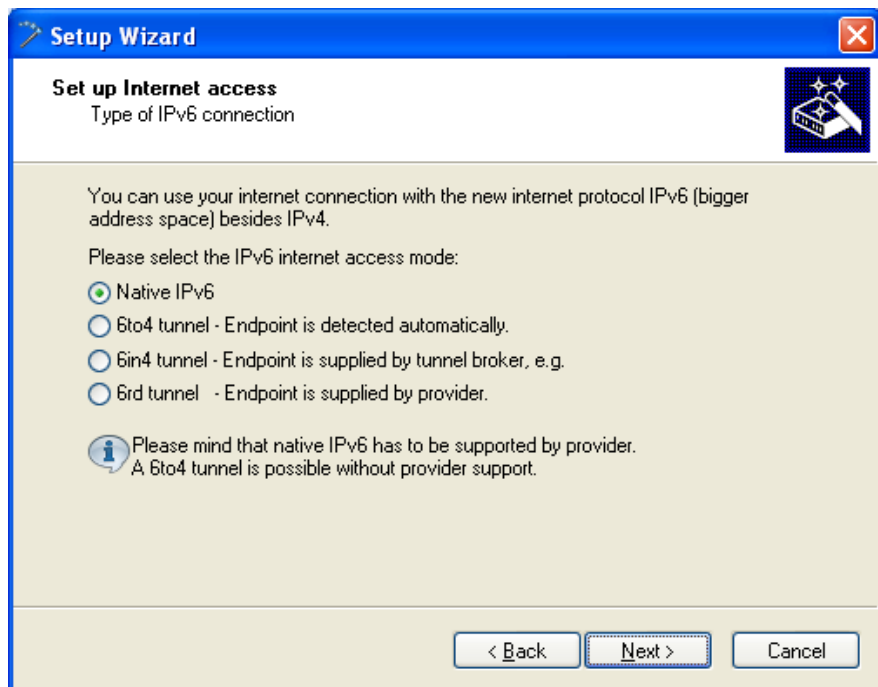 Setup Wizard
Set up Internet access
Type of IPv6 connection
You can use your internet connection with the new internet protocol IPv6 (bigger
address space) besides IPv4.
Please select the IPv6 internet access mode:
Native IPv6
6to4 tunnel - Endpoint is detected automatically.
6in4 tunnel - Endpoint is supplied by tunnel broker, e.g.
6rd tunnel - Endpoint is supplied by provider.
Please mind that native IPv6 has to be supported by provider.
A 6to4 tunnel is possible without provider support.
< Back Next > Cancel